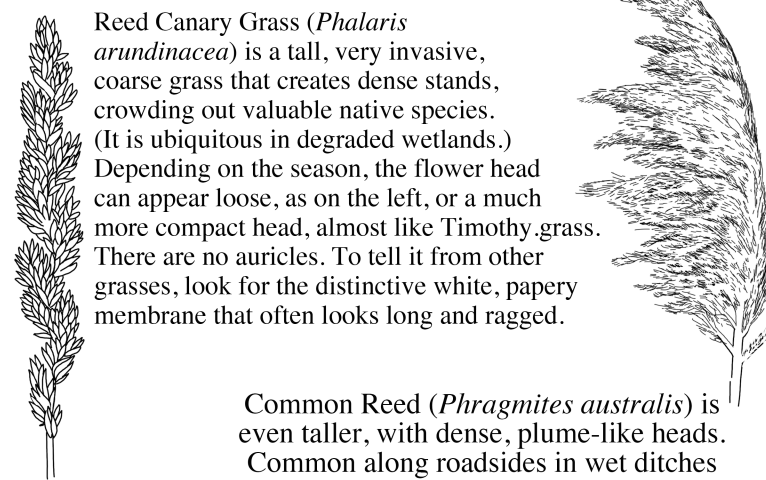 Reed Canary Grass (Phalaris
arundinacea) is a tall, very invasive,
coarse grass that creates dense stands,
crowding out valuable native species.
(It is ubiquitous in degraded wetlands.)
Depending on the season, the flower head
can appear loose, as on the left, or a much
more compact head, almost like Timothy.grass.
There are no auricles. To tell it from other
grasses, look for the distinctive white, papery
membrane that often looks long and ragged.
Common Reed (Phragmites australis) is
even taller, with dense, plume-like heads.
Common along roadsides in wet ditches